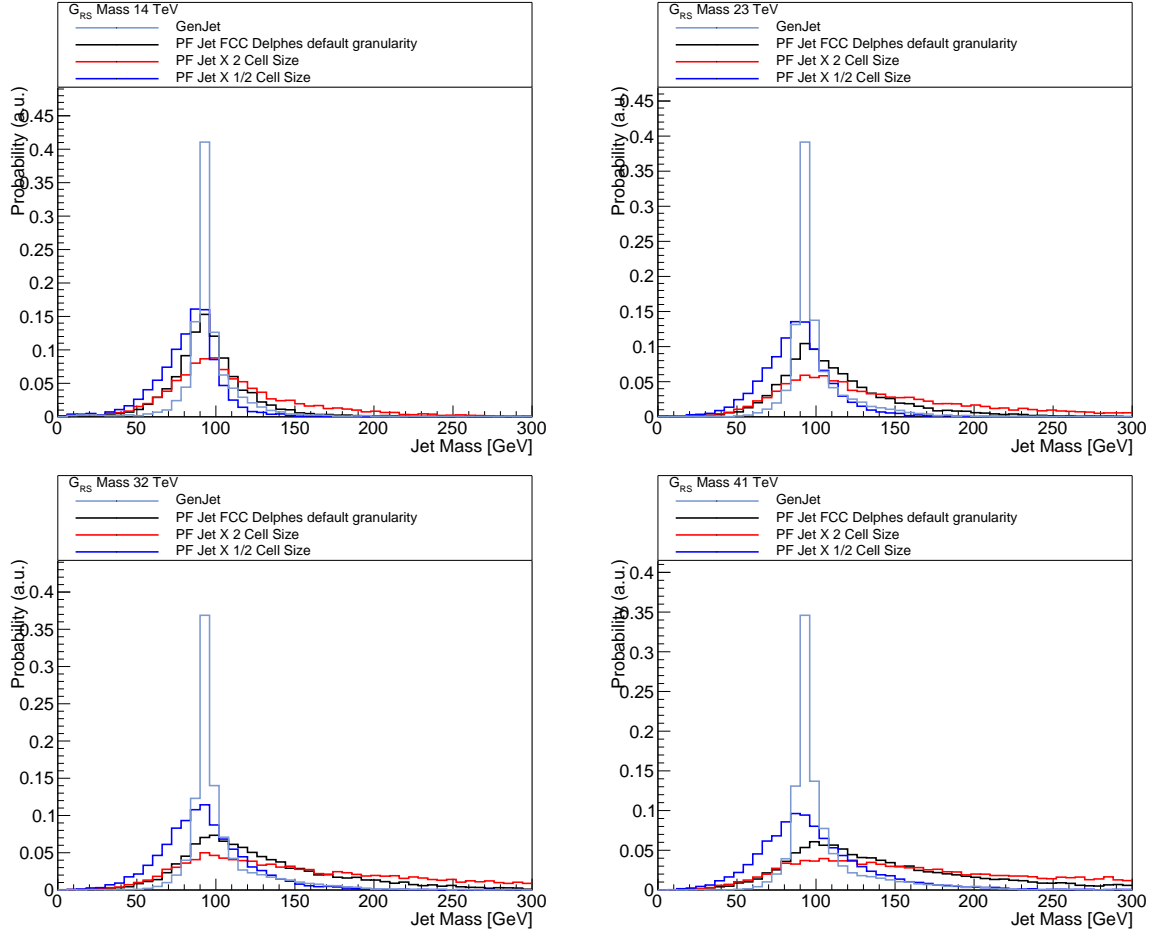 G_RS Mass 14 TeV
GenJet
PF Jet FCC Delphes default granularity
PF Jet X 2 Cell Size
PF Jet X 1/2 Cell Size
Probability (a.u.)
0.45
0.4
0.35
0.3
0.25
0.2
0.15
0.1
0.05
0
0 50 100 150 200 250 300
Jet Mass [GeV]
G_RS Mass 23 TeV
GenJet
PF Jet FCC Delphes default granularity
PF Jet X 2 Cell Size
PF Jet X 1/2 Cell Size
Probability (a.u.)
0.45
0.4
0.35
0.3
0.25
0.2
0.15
0.1
0.05
0
0 50 100 150 200 250 300
Jet Mass [GeV]
G_RS Mass 32 TeV
GenJet
PF Jet FCC Delphes default granularity
PF Jet X 2 Cell Size
PF Jet X 1/2 Cell Size
Probability (a.u.)
0.4
0.35
0.3
0.25
0.2
0.15
0.1
0.05
0
0 50 100 150 200 250 300
Jet Mass [GeV]
G_RS Mass 41 TeV
GenJet
PF Jet FCC Delphes default granularity
PF Jet X 2 Cell Size
PF Jet X 1/2 Cell Size
Probability (a.u.)
0.4
0.35
0.3
0.25
0.2
0.15
0.1
0.05
0
0 50 100 150 200 250 300
Jet Mass [GeV]